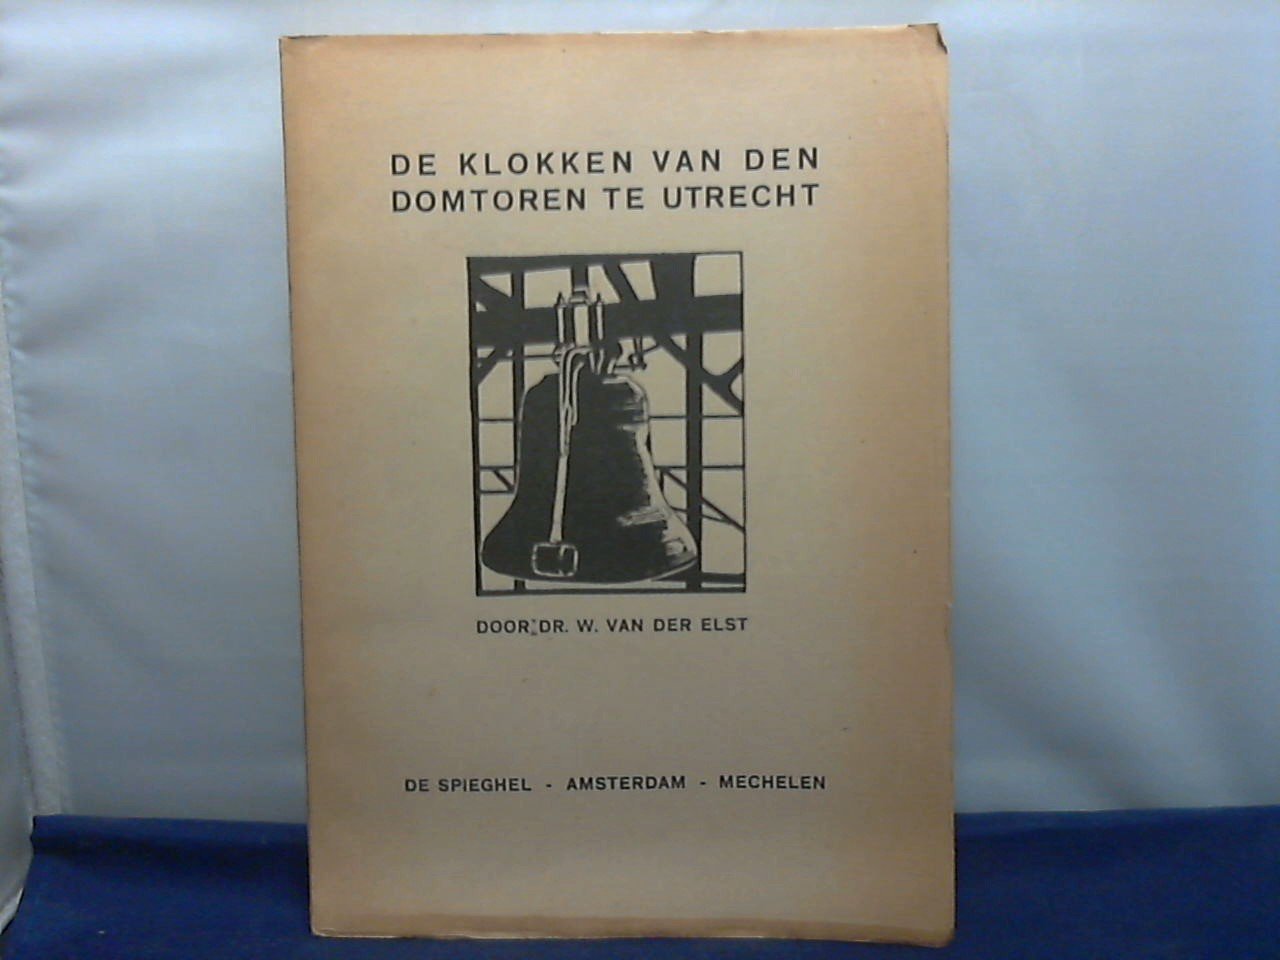 DE KLOKKEN VAN DEN
DOMTOREN TE UTRECHT
DOOR DR. W. VAN DER ELST
DE SPIEGHEL - AMSTERDAM - MECHELEN